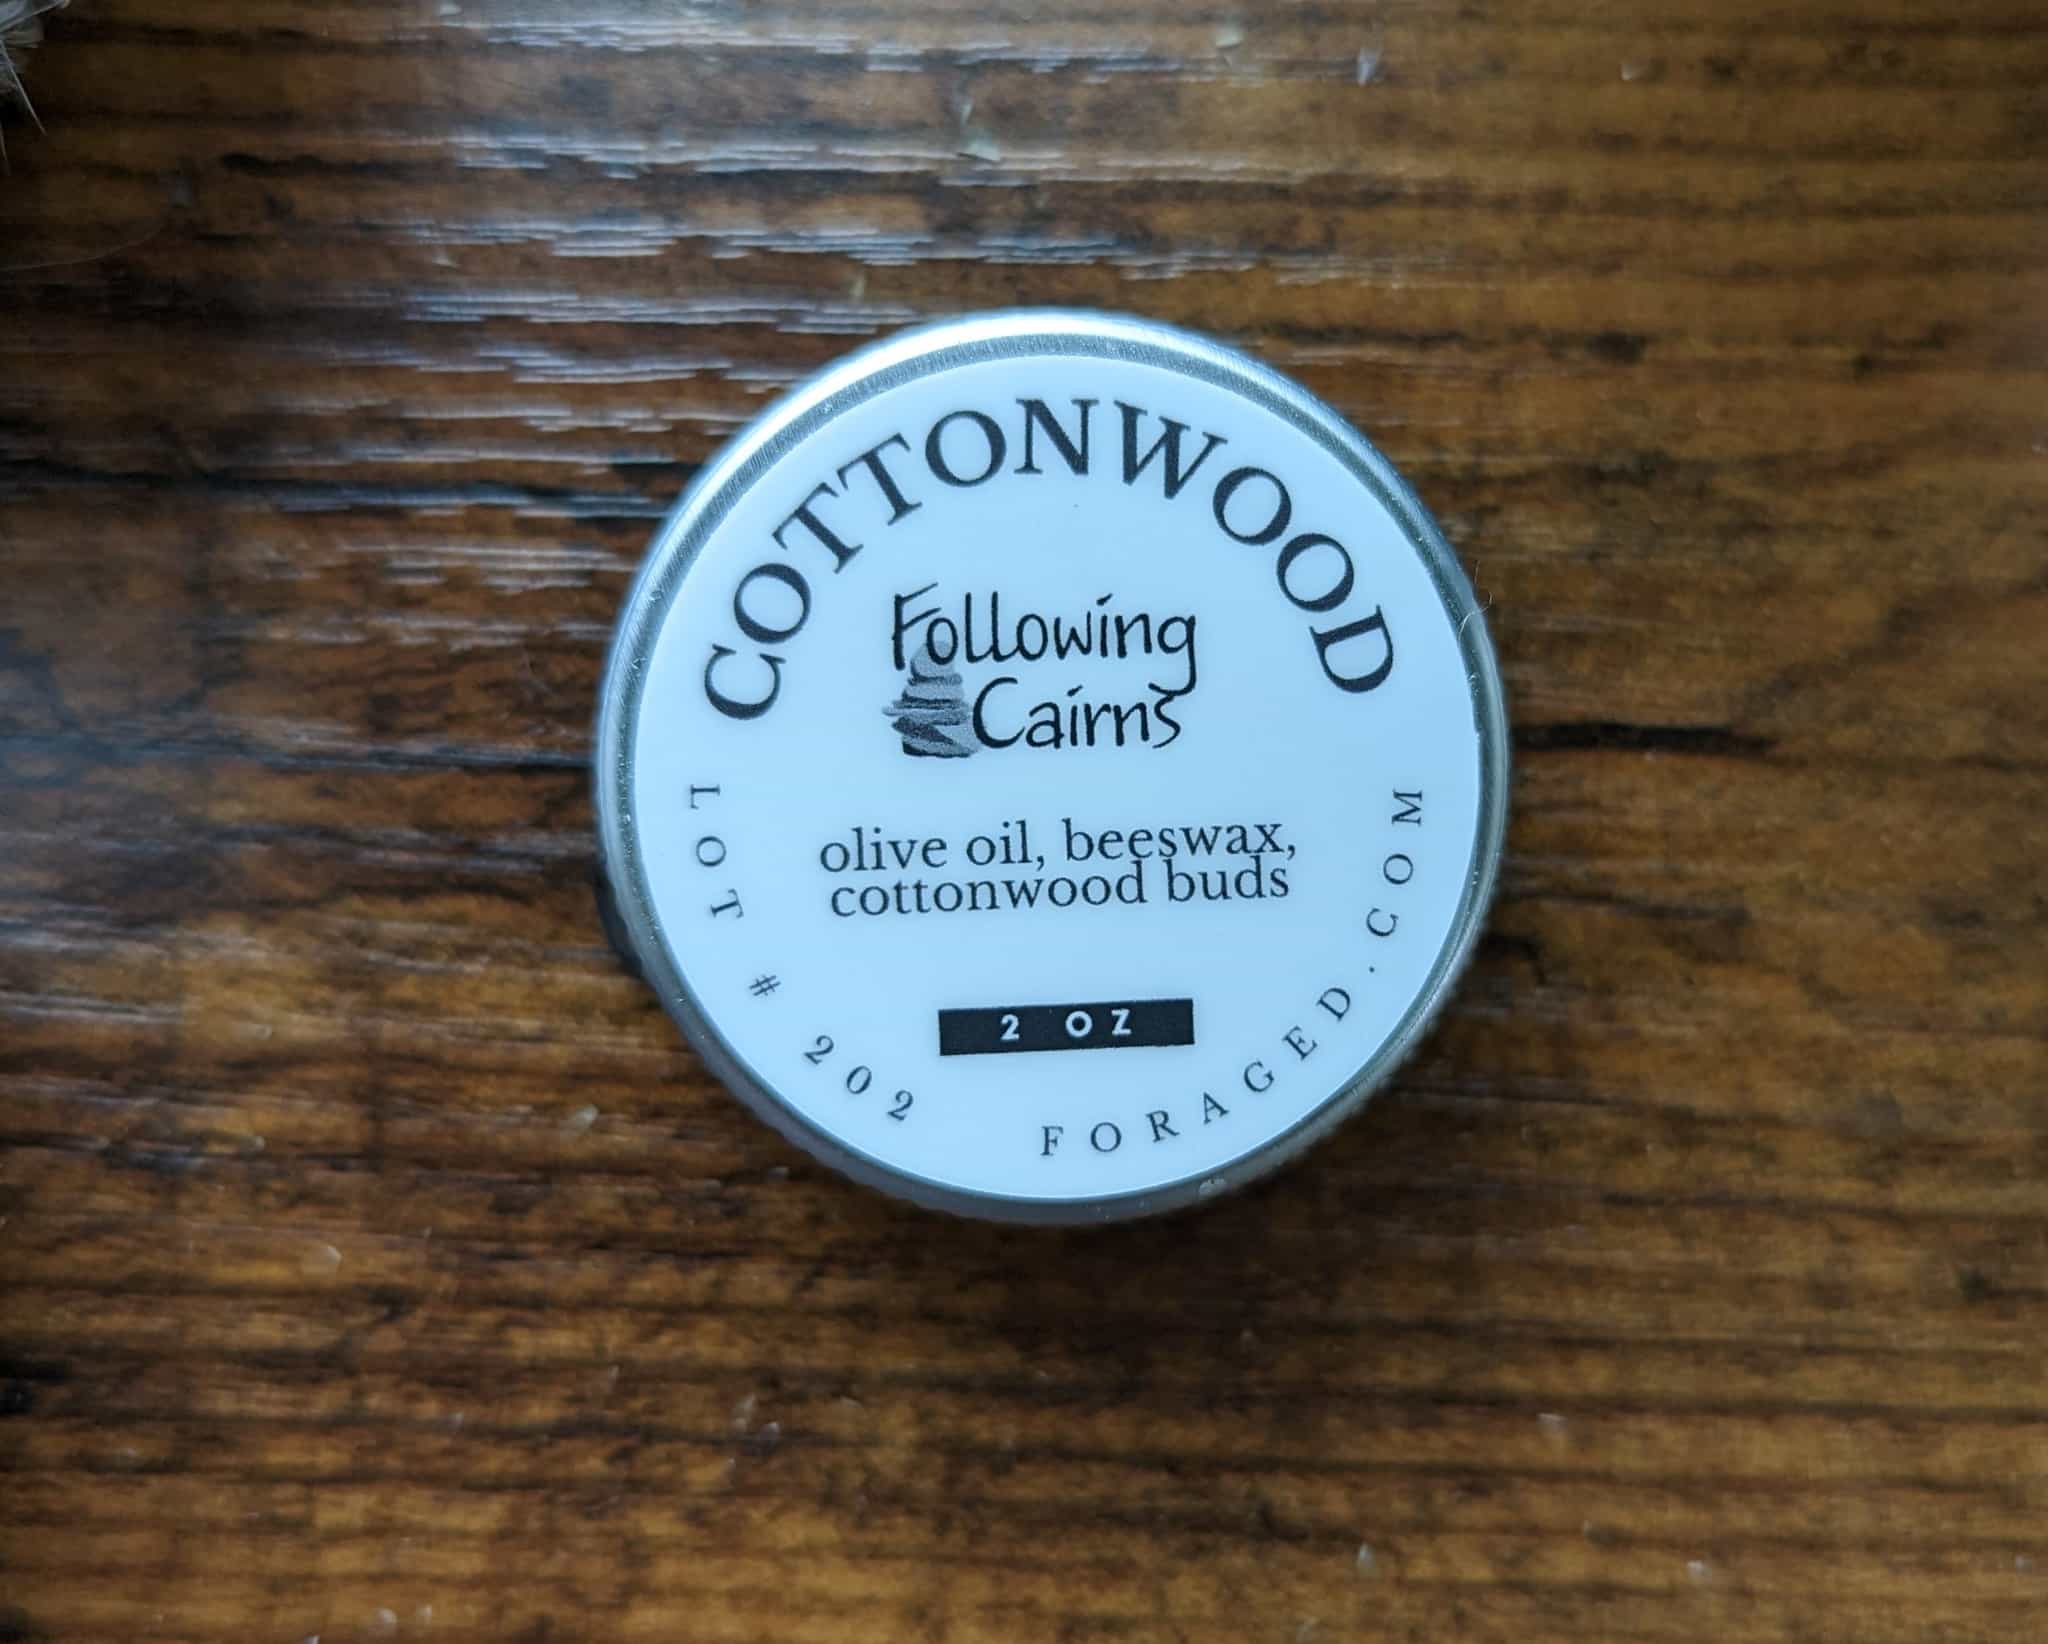 COTTONWOOD
Following
Cairns
olive oil, beeswax,
cottonwood buds
2 OZ
LOT # 202
FORAGED.COM